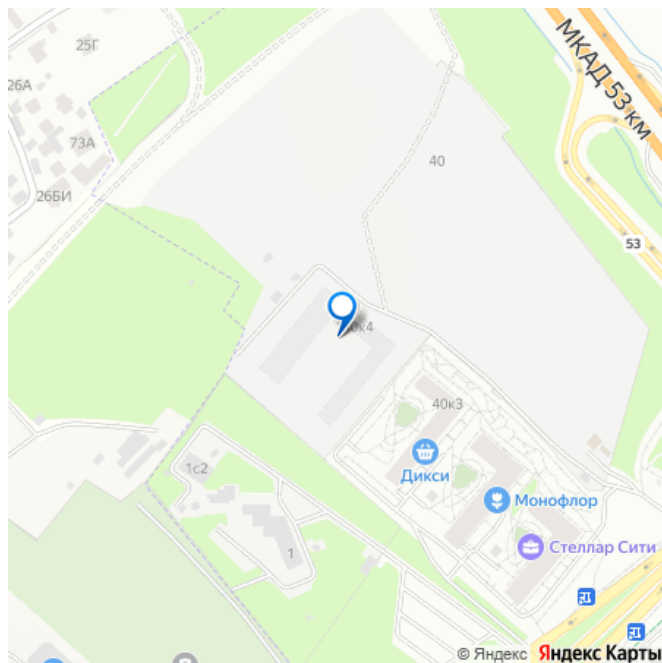 25Г
26А
МКАД 53 км
73А
40
26БИ
53
40к4
40к3
Дикси
1с2
Монофлор
1
Стеллар Сити
© Яндекс Яндекс Карты